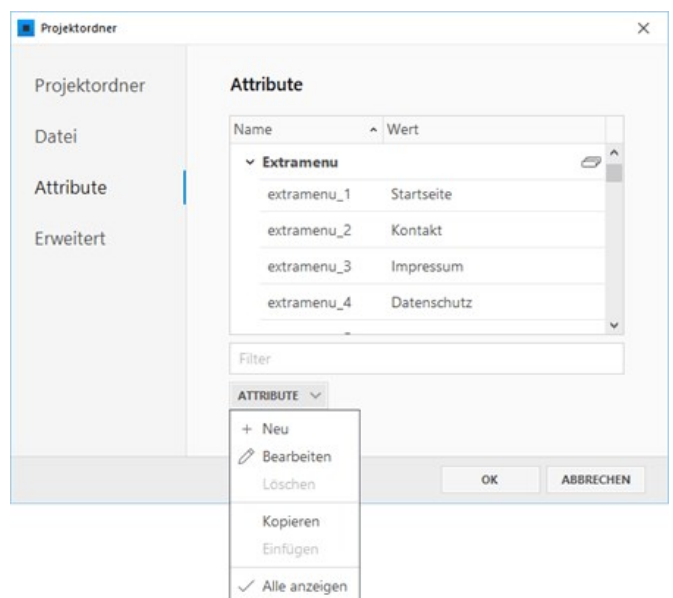 Projektordner
Projektordner
Datei
Attribute
Erweitert
Attribute
Name Wert
Extramenu
extramenu_1 Startseite
extramenu_2 Kontakt
extramenu_3 Impressum
extramenu_4 Datenschutz
Filter
ATTRIBUTE
Neu
Bearbeiten
Löschen
Kopieren
Einfügen
Alle anzeigen
OK ABBRECHEN